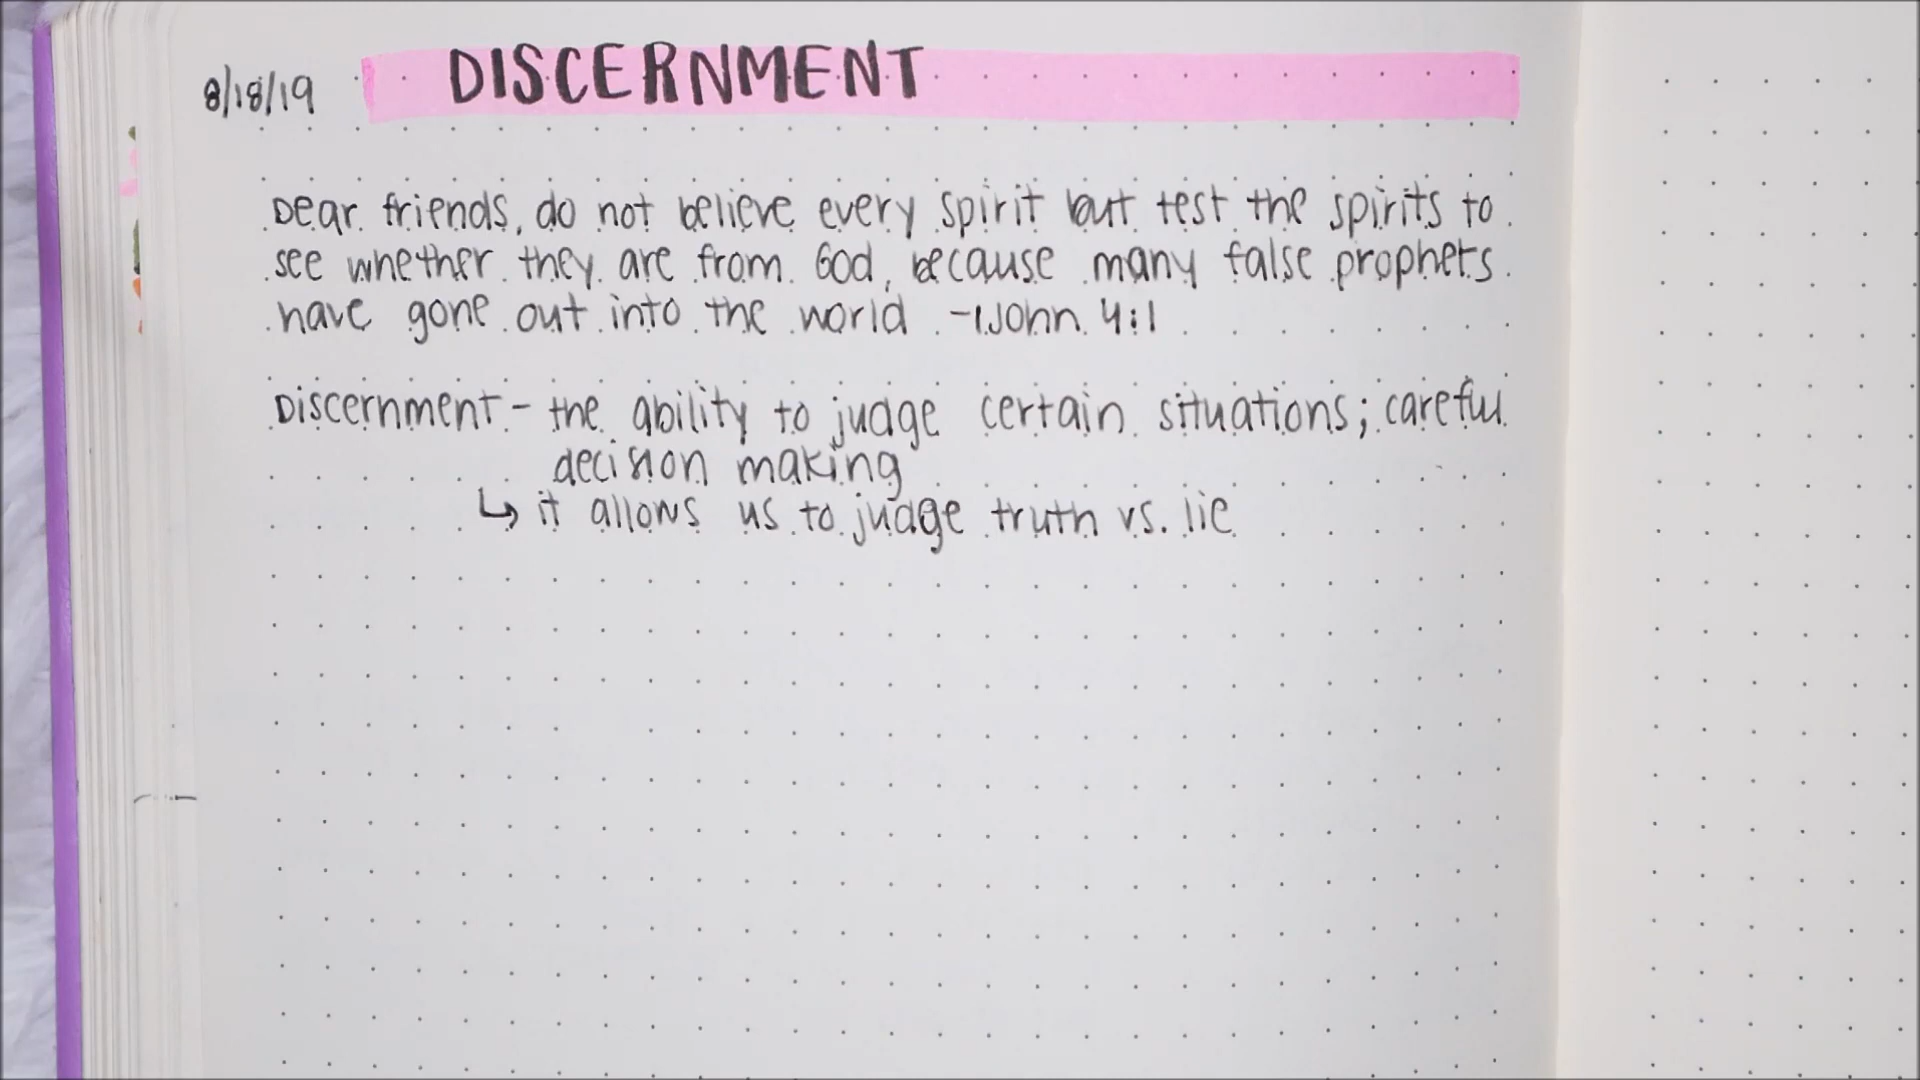 8/18/19 DISCERNMENT
Dear friends, do not believe every spirit but test the spirits to
see whether they are from God, because many false prophets
have gone out into the world -1John 4:1
Discernment - the ability to judge certain situations; careful
decision making
↳ it allows us to judge truth vs. lie